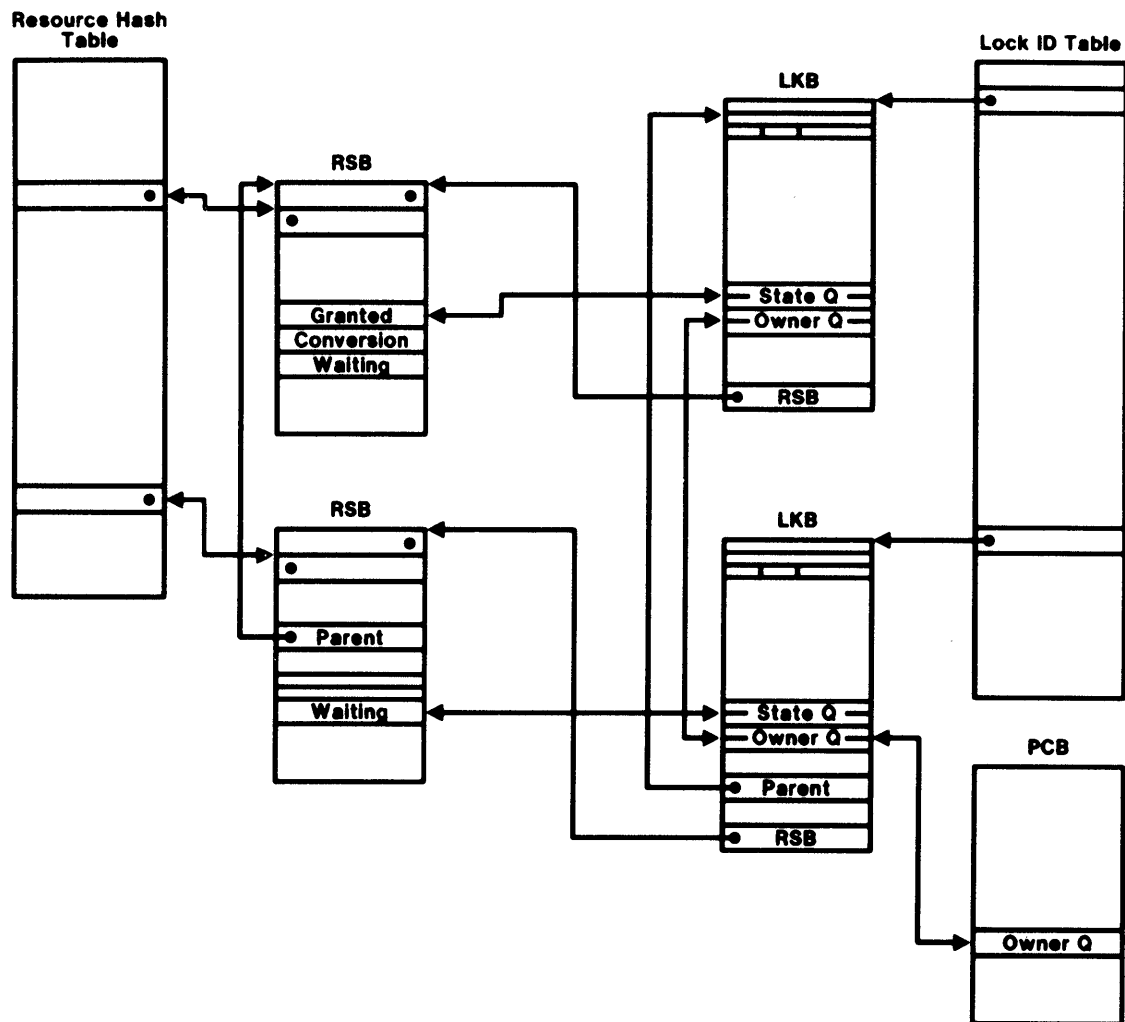 Resource Hash
Table
Lock ID Table
LKB
RSB
State Q
Granted
Owner Q
Conversion
Waiting
RSB
RSB
LKB
Parent
Waiting
State Q
Owner Q
PCB
Parent
RSB
Owner Q